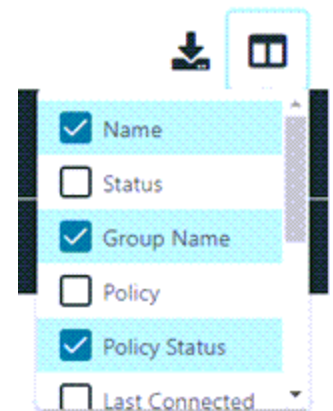 Name
Status
Group Name
Policy
Policy Status
Last Connected